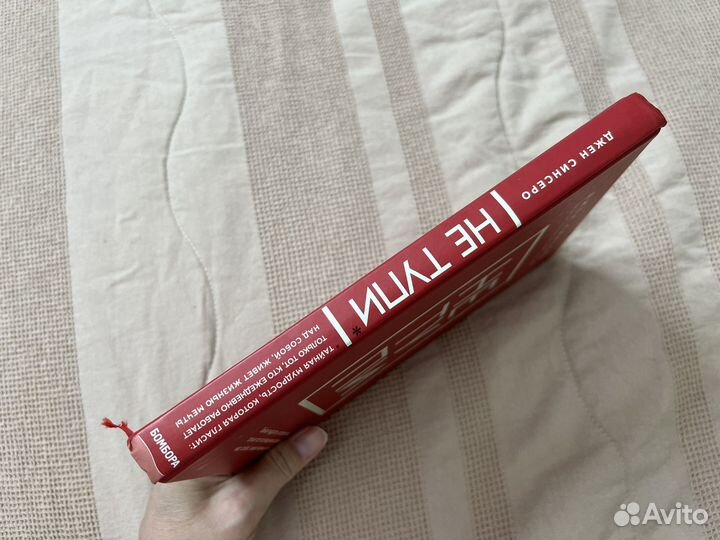 ДЖЕН СИНСЕРО
НЕ ТУПИ*
*ТАЙНАЯ МУДРОСТЬ, КОТОРАЯ ГЛАСИТ:
ТОЛЬКО ТОТ, КТО ЕЖЕДНЕВНО РАБОТАЕТ
НАД СОБОЙ, ЖИВЕТ ЖИЗНЬЮ МЕЧТЫ
БОМБОРА
Avito